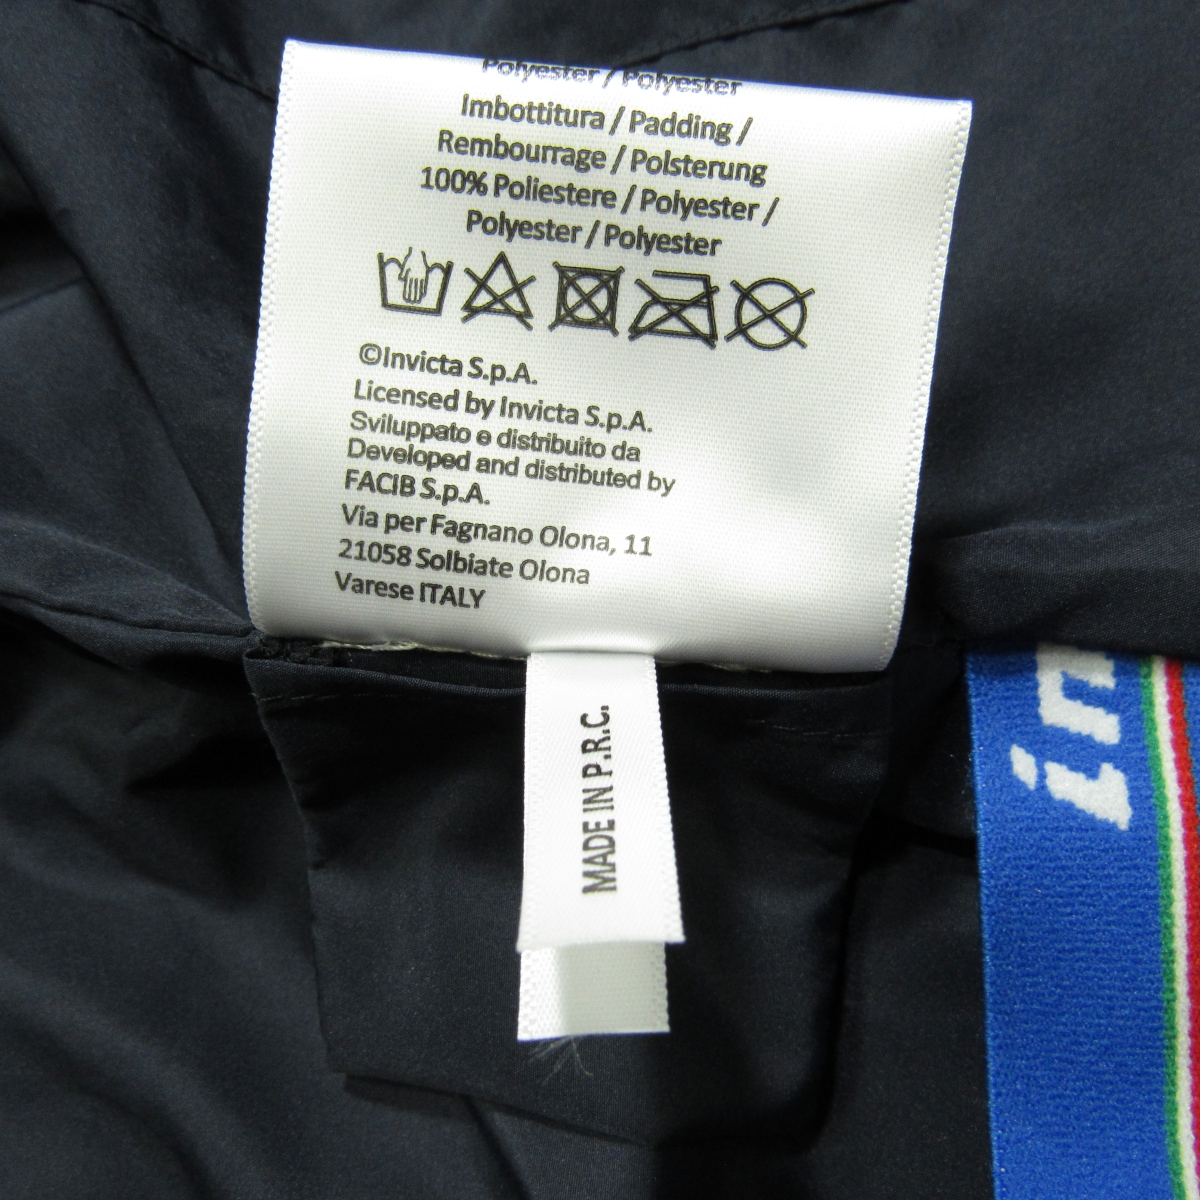 Polyester / Polyester
Imbottitura / Padding /
Rembourrage / Polsterung
100% Poliestere / Polyester /
Polyester / Polyester
©Invicta S.p.A.
Licensed by Invicta S.p.A.
Sviluppato e distribuito da
Developed and distributed by
FACIB S.p.A.
Via per Fagnano Olona, 11
21058 Solbiate Olona
Varese ITALY
MADE IN P.R.C.
in